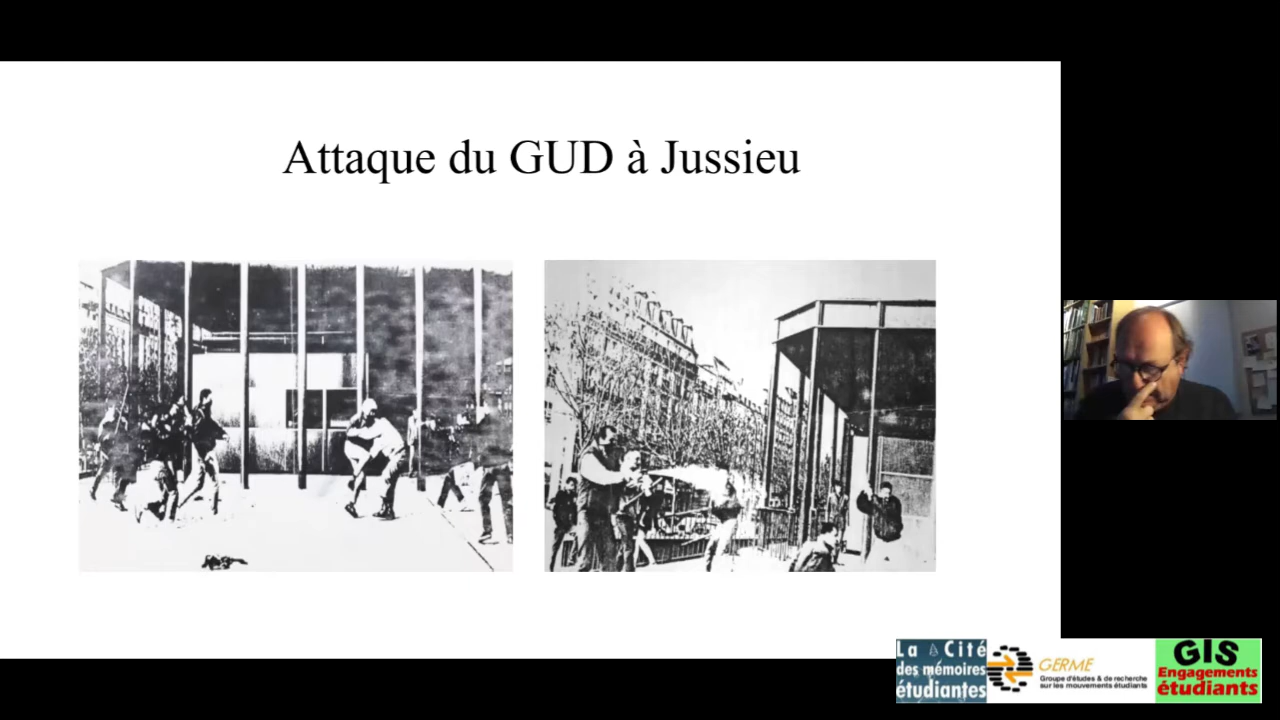 Attaque du GUD à Jussieu
La Cité
des mémoires
étudiantes
GERME
Groupe d'études & de recherche
sur les mouvements étudiants
GIS
Engagements
étudiants